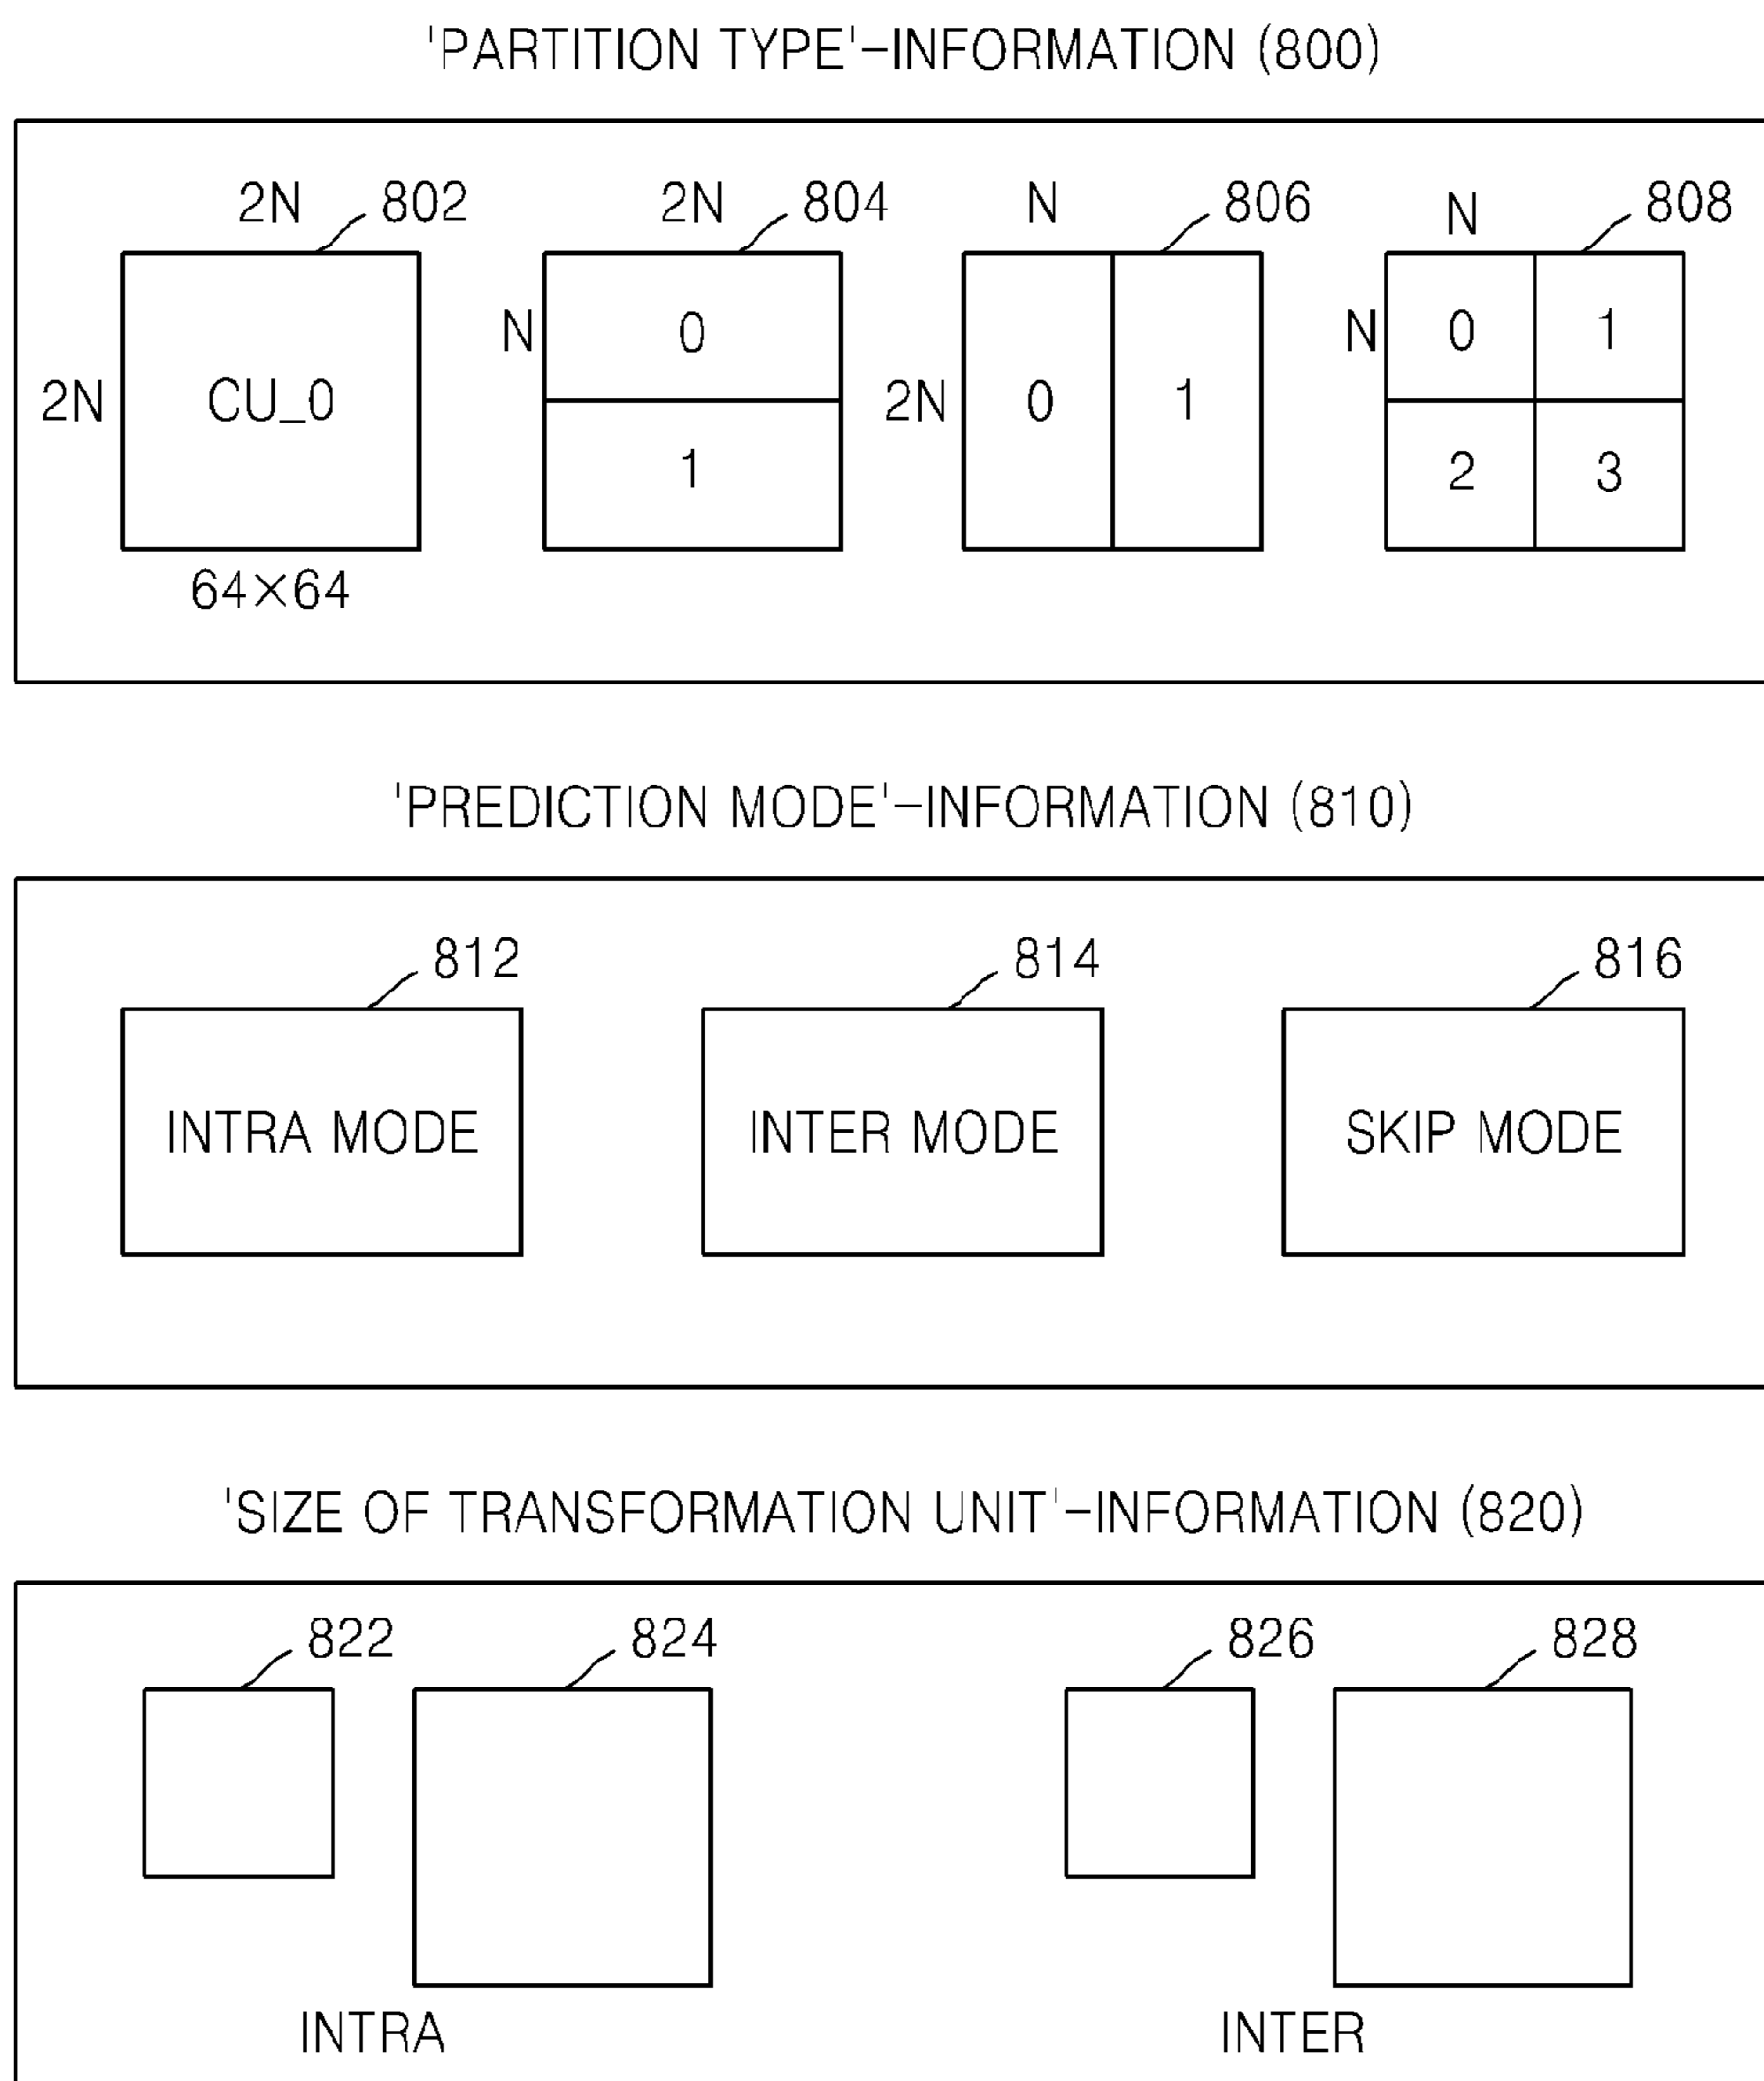 'PARTITION TYPE'-INFORMATION (800)
2N 802 2N 804 N 806 N 808
2N CU_0 N 0 1 2N 0 1 N 0 1 2 3
64×64
'PREDICTION MODE'-INFORMATION (810)
812 814 816
INTRA MODE INTER MODE SKIP MODE
'SIZE OF TRANSFORMATION UNIT'-INFORMATION (820)
822 824 826 828
INTRA INTER